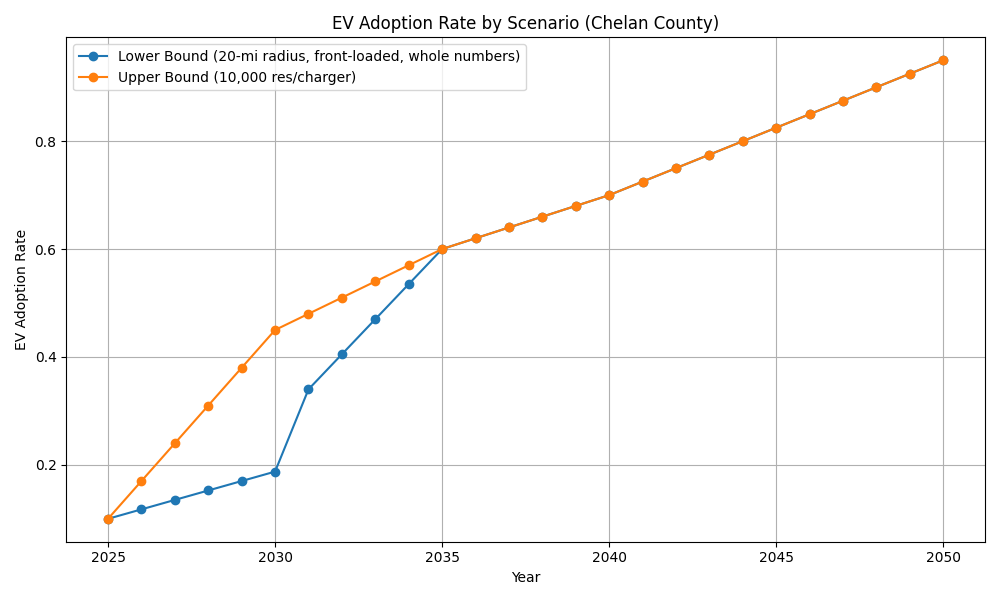 EV Adoption Rate by Scenario (Chelan County)
Lower Bound (20-mi radius, front-loaded, whole numbers)
Upper Bound (10,000 res/charger)
EV Adoption Rate
0.8
0.6
0.4
0.2
2025 2030 2035 2040 2045 2050
Year